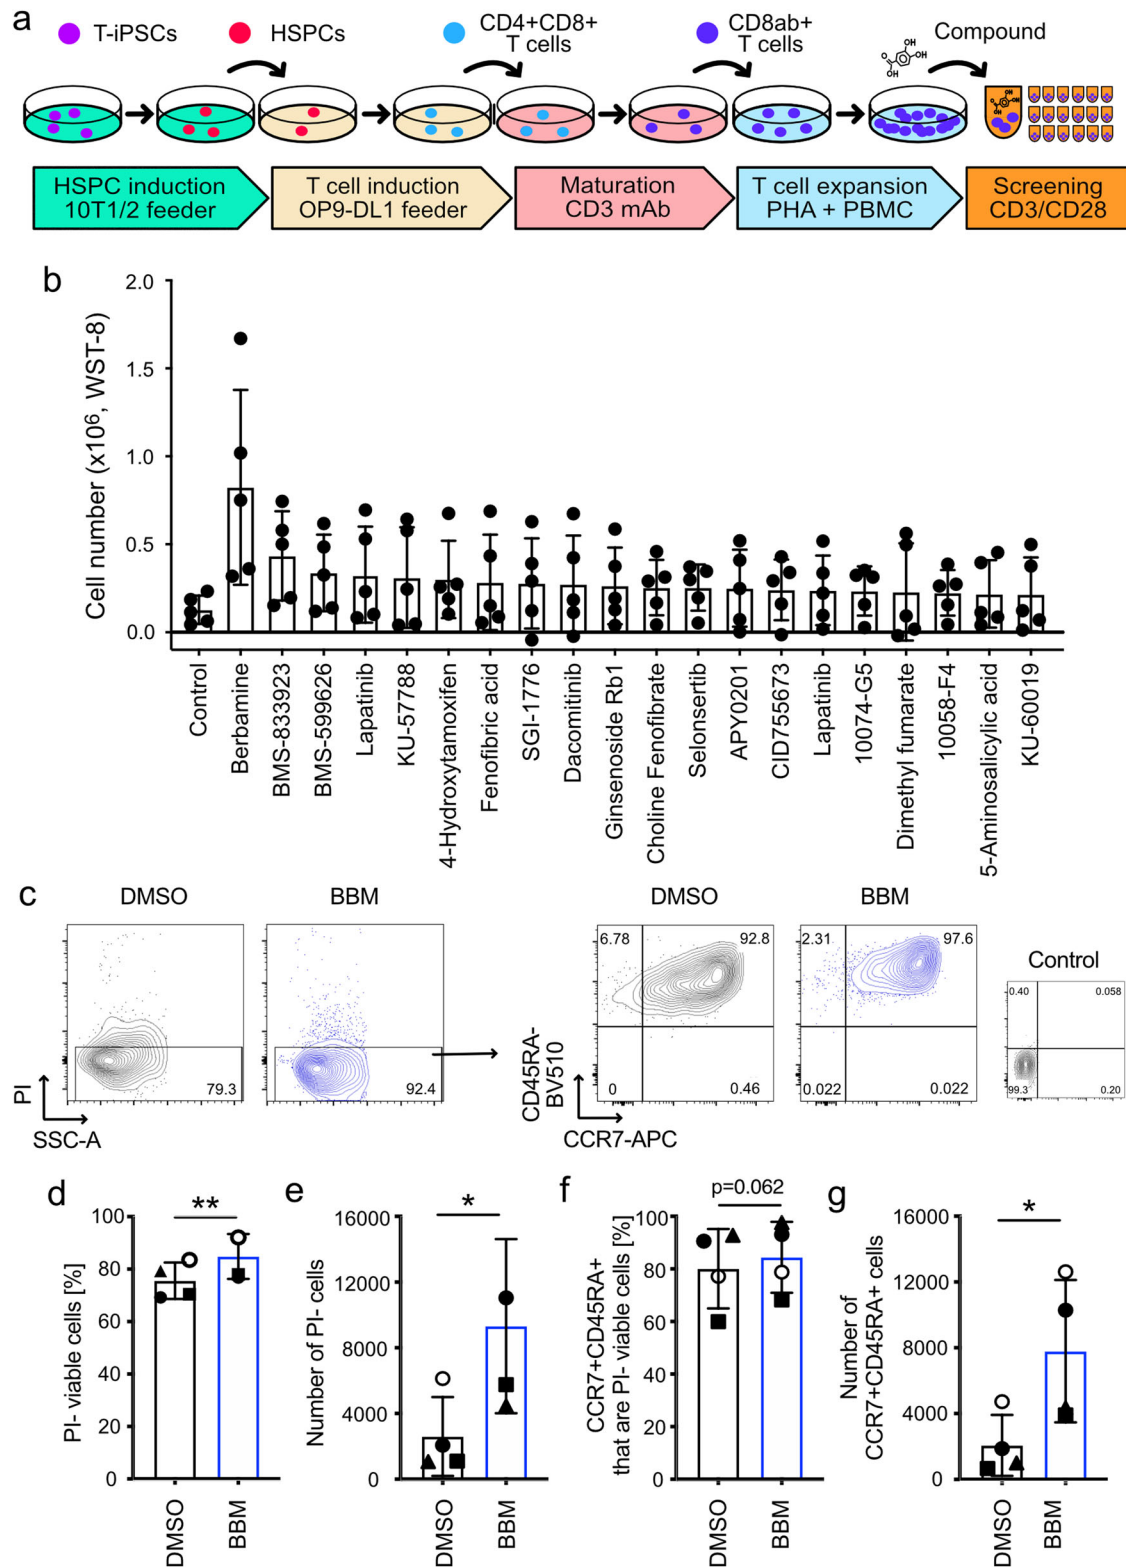 a
T-iPSCs
HSPCs
CD4+CD8+
T cells
CD8ab+
T cells
Compound
OH
OH
OH
O
HSPC induction
10T1/2 feeder
T cell induction
OP9-DL1 feeder
Maturation
CD3 mAb
T cell expansion
PHA + PBMC
Screening
CD3/CD28
b
Cell number (x10⁶, WST-8)
2.0
1.5
1.0
0.5
0.0
Control
Berbamine
BMS-833923
BMS-599626
Lapatinib
KU-57788
4-Hydroxytamoxifen
Fenofibric acid
SGI-1776
Dacomitinib
Ginsenoside Rb1
Choline Fenofibrate
Selonsertib
APY0201
CID755673
Lapatinib
10074-G5
Dimethyl fumarate
10058-F4
5-Aminosalicylic acid
KU-60019
c
DMSO
BBM
79.3
92.4
PI
SSC-A
DMSO
BBM
Control
6.78
92.8
0
0.46
2.31
97.6
0.022
0.022
0.40
0.058
99.3
0.20
CD45RA-
BV510
CCR7-APC
d
**
PI- viable cells [%]
100
80
60
40
20
0
DMSO
BBM
e
*
Number of PI- cells
16000
12000
8000
4000
0
DMSO
BBM
f
p=0.062
CCR7+CD45RA+
that are PI- viable cells [%]
100
80
60
40
20
0
DMSO
BBM
g
*
Number of
CCR7+CD45RA+ cells
16000
12000
8000
4000
0
DMSO
BBM